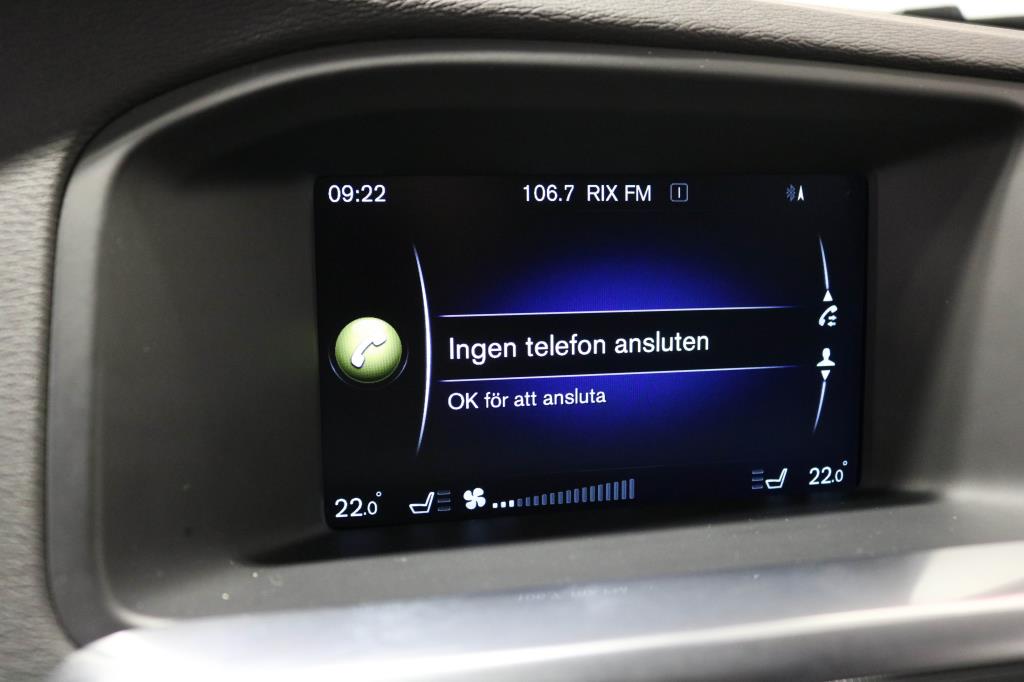 09:22 106.7 RIX FM I
Ingen telefon ansluten
OK för att ansluta
22.0° 22.0°